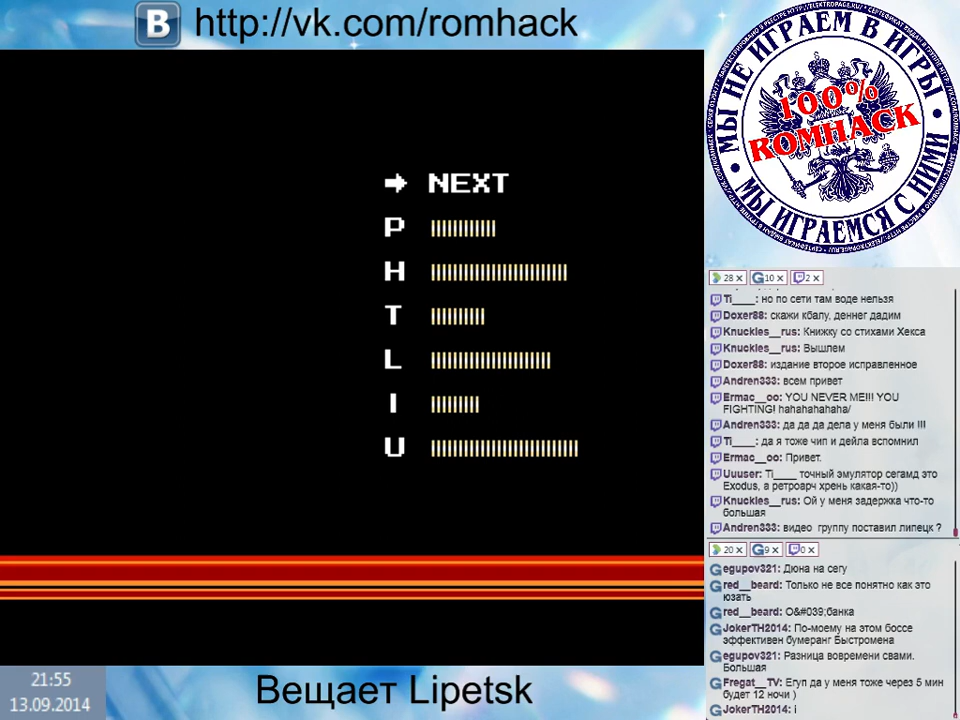 В http://vk.com/romhack
МЫ НЕ ИГРАЕМ В ИГРЫ
100%
ROMHACK
МЫ ИГРАЕМСЯ С НИМИ
NEXT
P
H
T
L
I
U
28 x G10 x 2 x
Ti____: но по сети там воде нельзя
Doxer88: скажи кбалу, деннег дадим
Knuckles__rus: Книжку со стихами Хекса
Knuckles__rus: Вышлем
Doxer88: издание второе исправленное
Andren333: всем привет
Ermac__oo: YOU NEVER ME!!! YOU
FIGHTING! hahahahahaha/
Andren333: да да да дела у меня были !!!
Ti____: да я тоже чип и дейла вспомнил
Ermac__oo: Привет.
Uuuser: Ti____ точный эмулятор сегамд это
Exodus, а ретроарч хрень какая-то))
Knuckles__rus: Ой у меня задержка что-то
большая
Andren333: видео группу поставил липецк ?
20 x G9 x 0 x
egupov321: Дюна на сегу
red__beard: Только не все понятно как это
юзать
red__beard: O&#039;банка
JokerTH2014: По-моему на этом боссе
эффективен бумеранг Быстромена
egupov321: Разница вовремени свами.
Большая
Fregat__TV: Егуп да у меня тоже через 5 мин
будет 12 ночи )
JokerTH2014: i
21:55
13.09.2014
Вещает Lipetsk